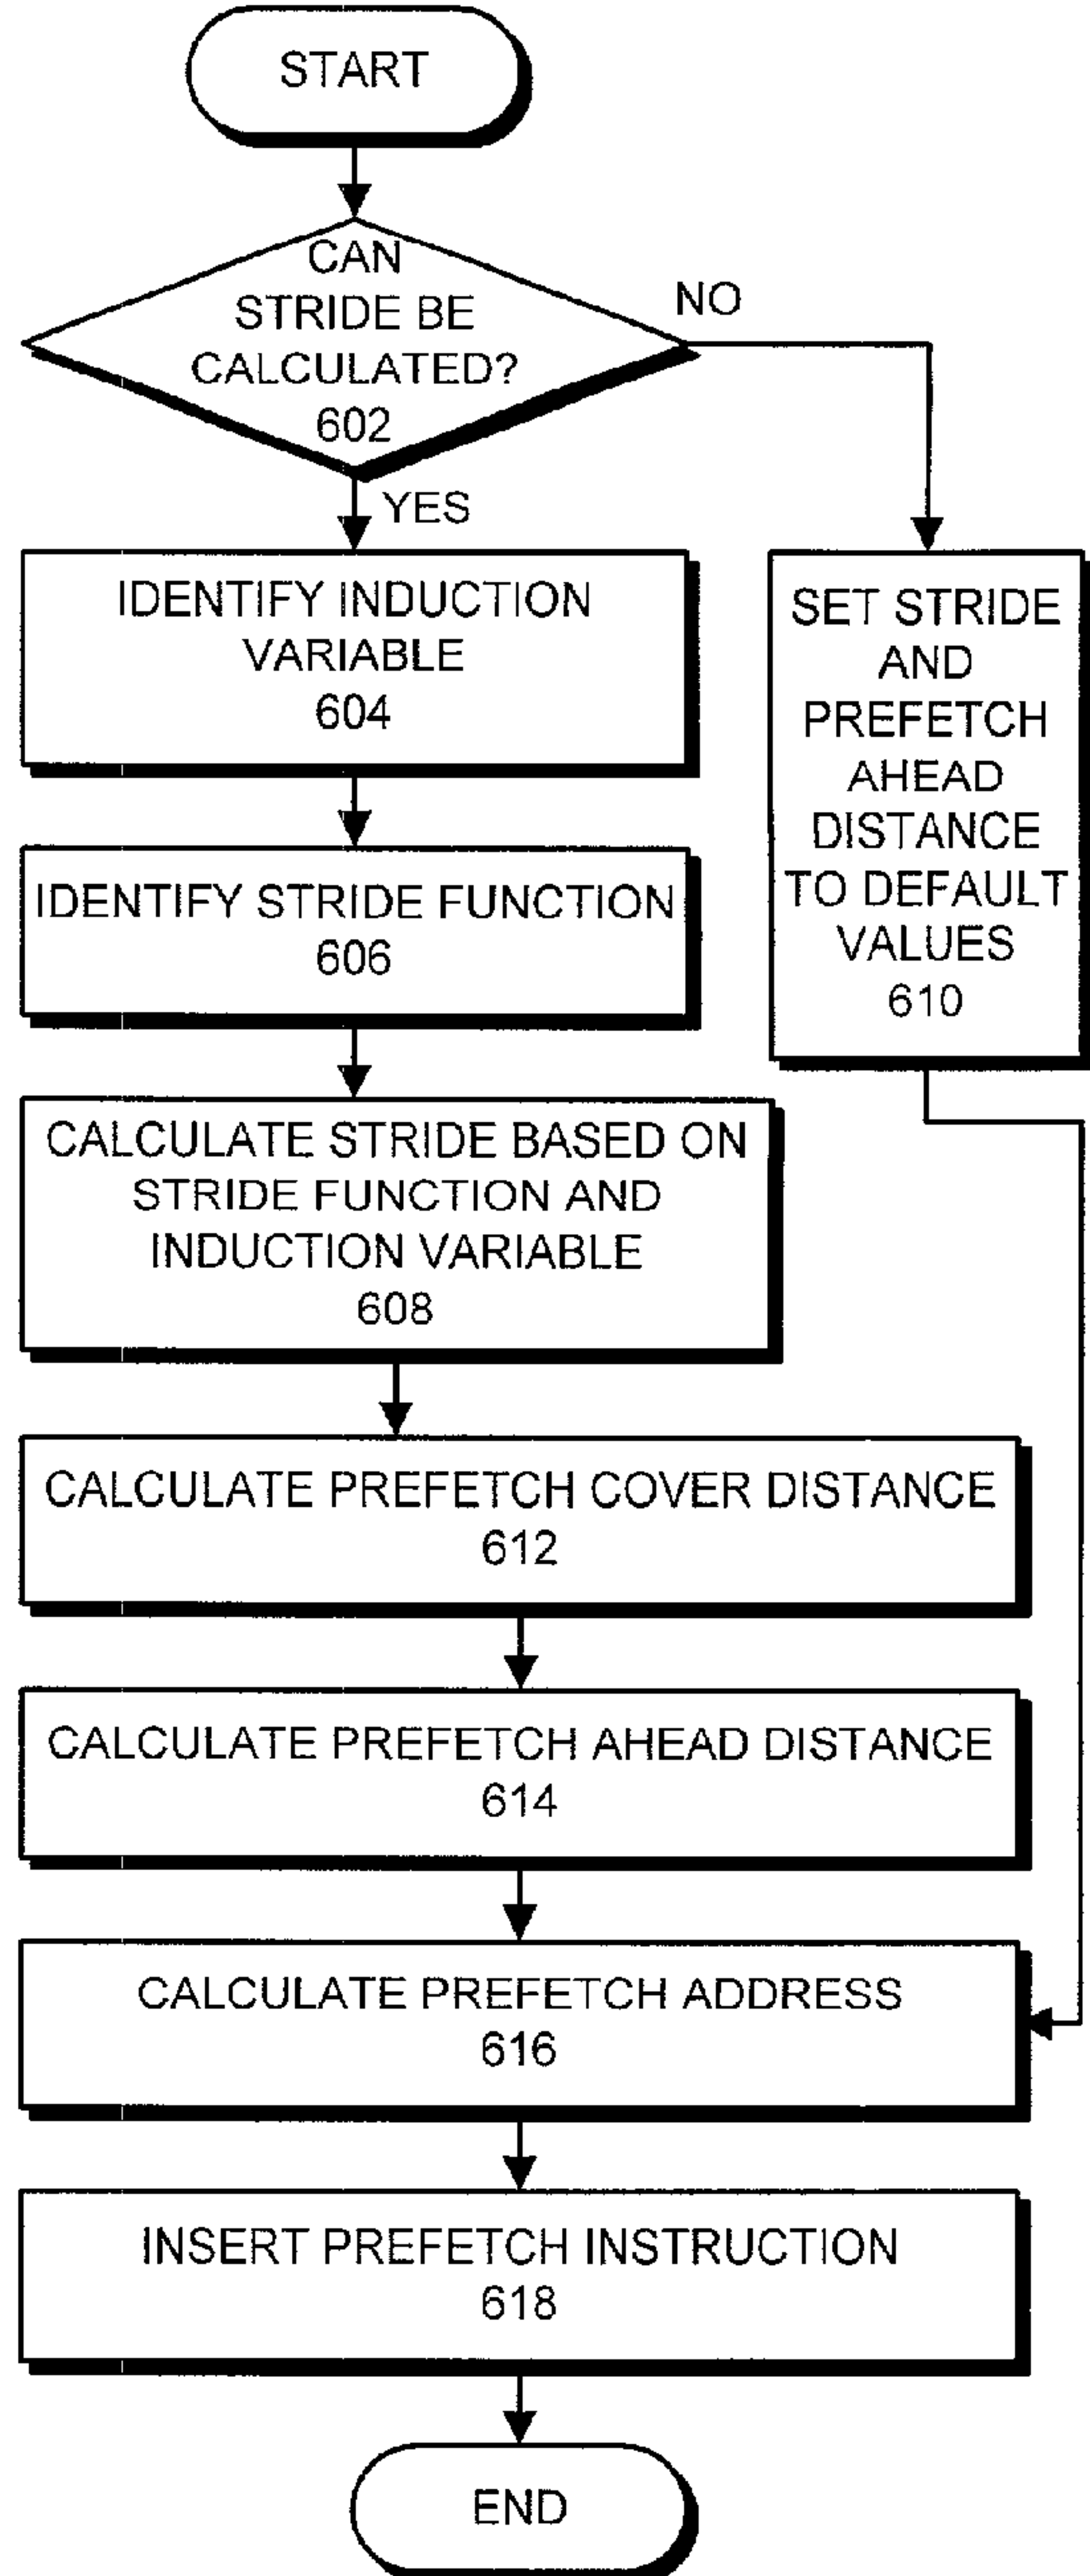 START
CAN
STRIDE BE
CALCULATED?
602
NO
YES
IDENTIFY INDUCTION
VARIABLE
604
SET STRIDE
AND
PREFETCH
AHEAD
DISTANCE
TO DEFAULT
VALUES
610
IDENTIFY STRIDE FUNCTION
606
CALCULATE STRIDE BASED ON
STRIDE FUNCTION AND
INDUCTION VARIABLE
608
CALCULATE PREFETCH COVER DISTANCE
612
CALCULATE PREFETCH AHEAD DISTANCE
614
CALCULATE PREFETCH ADDRESS
616
INSERT PREFETCH INSTRUCTION
618
END